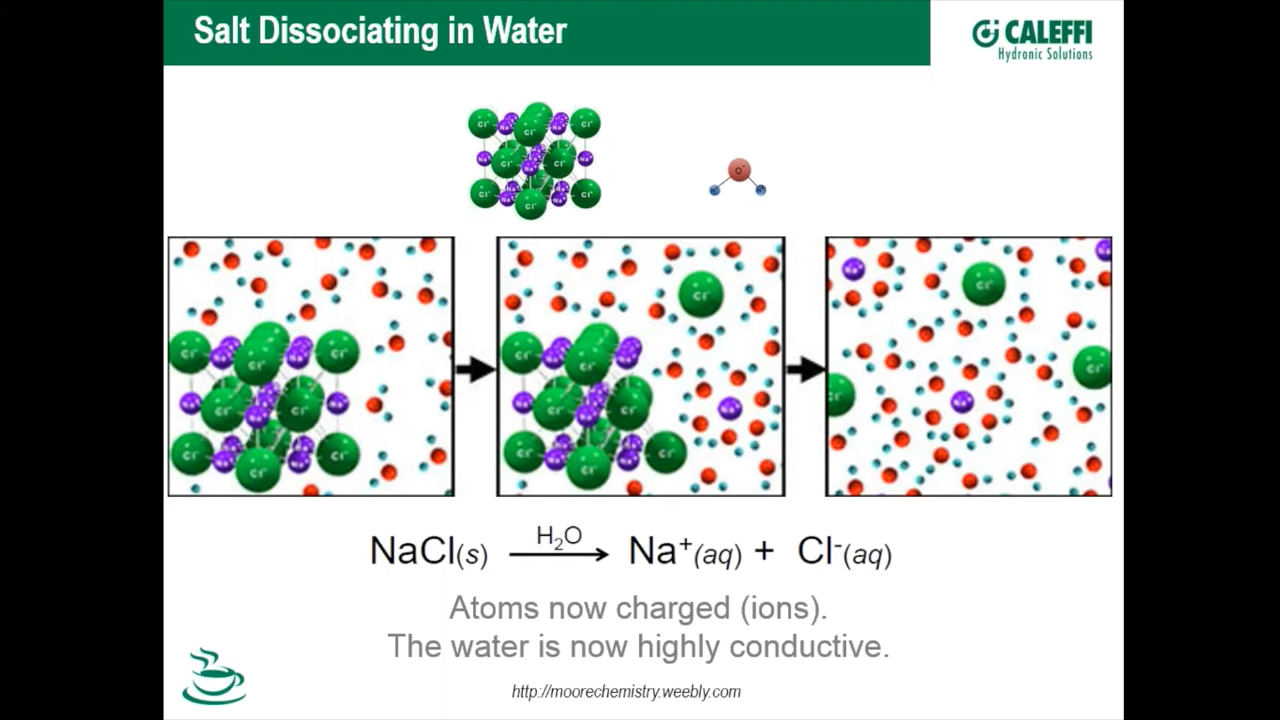 Salt Dissociating in Water
CALEFFI
Hydronic Solutions
NaCl(s) H₂O Na⁺(aq) + Cl⁻(aq)
Atoms now charged (ions).
The water is now highly conductive.
http://moorechemistry.weebly.com